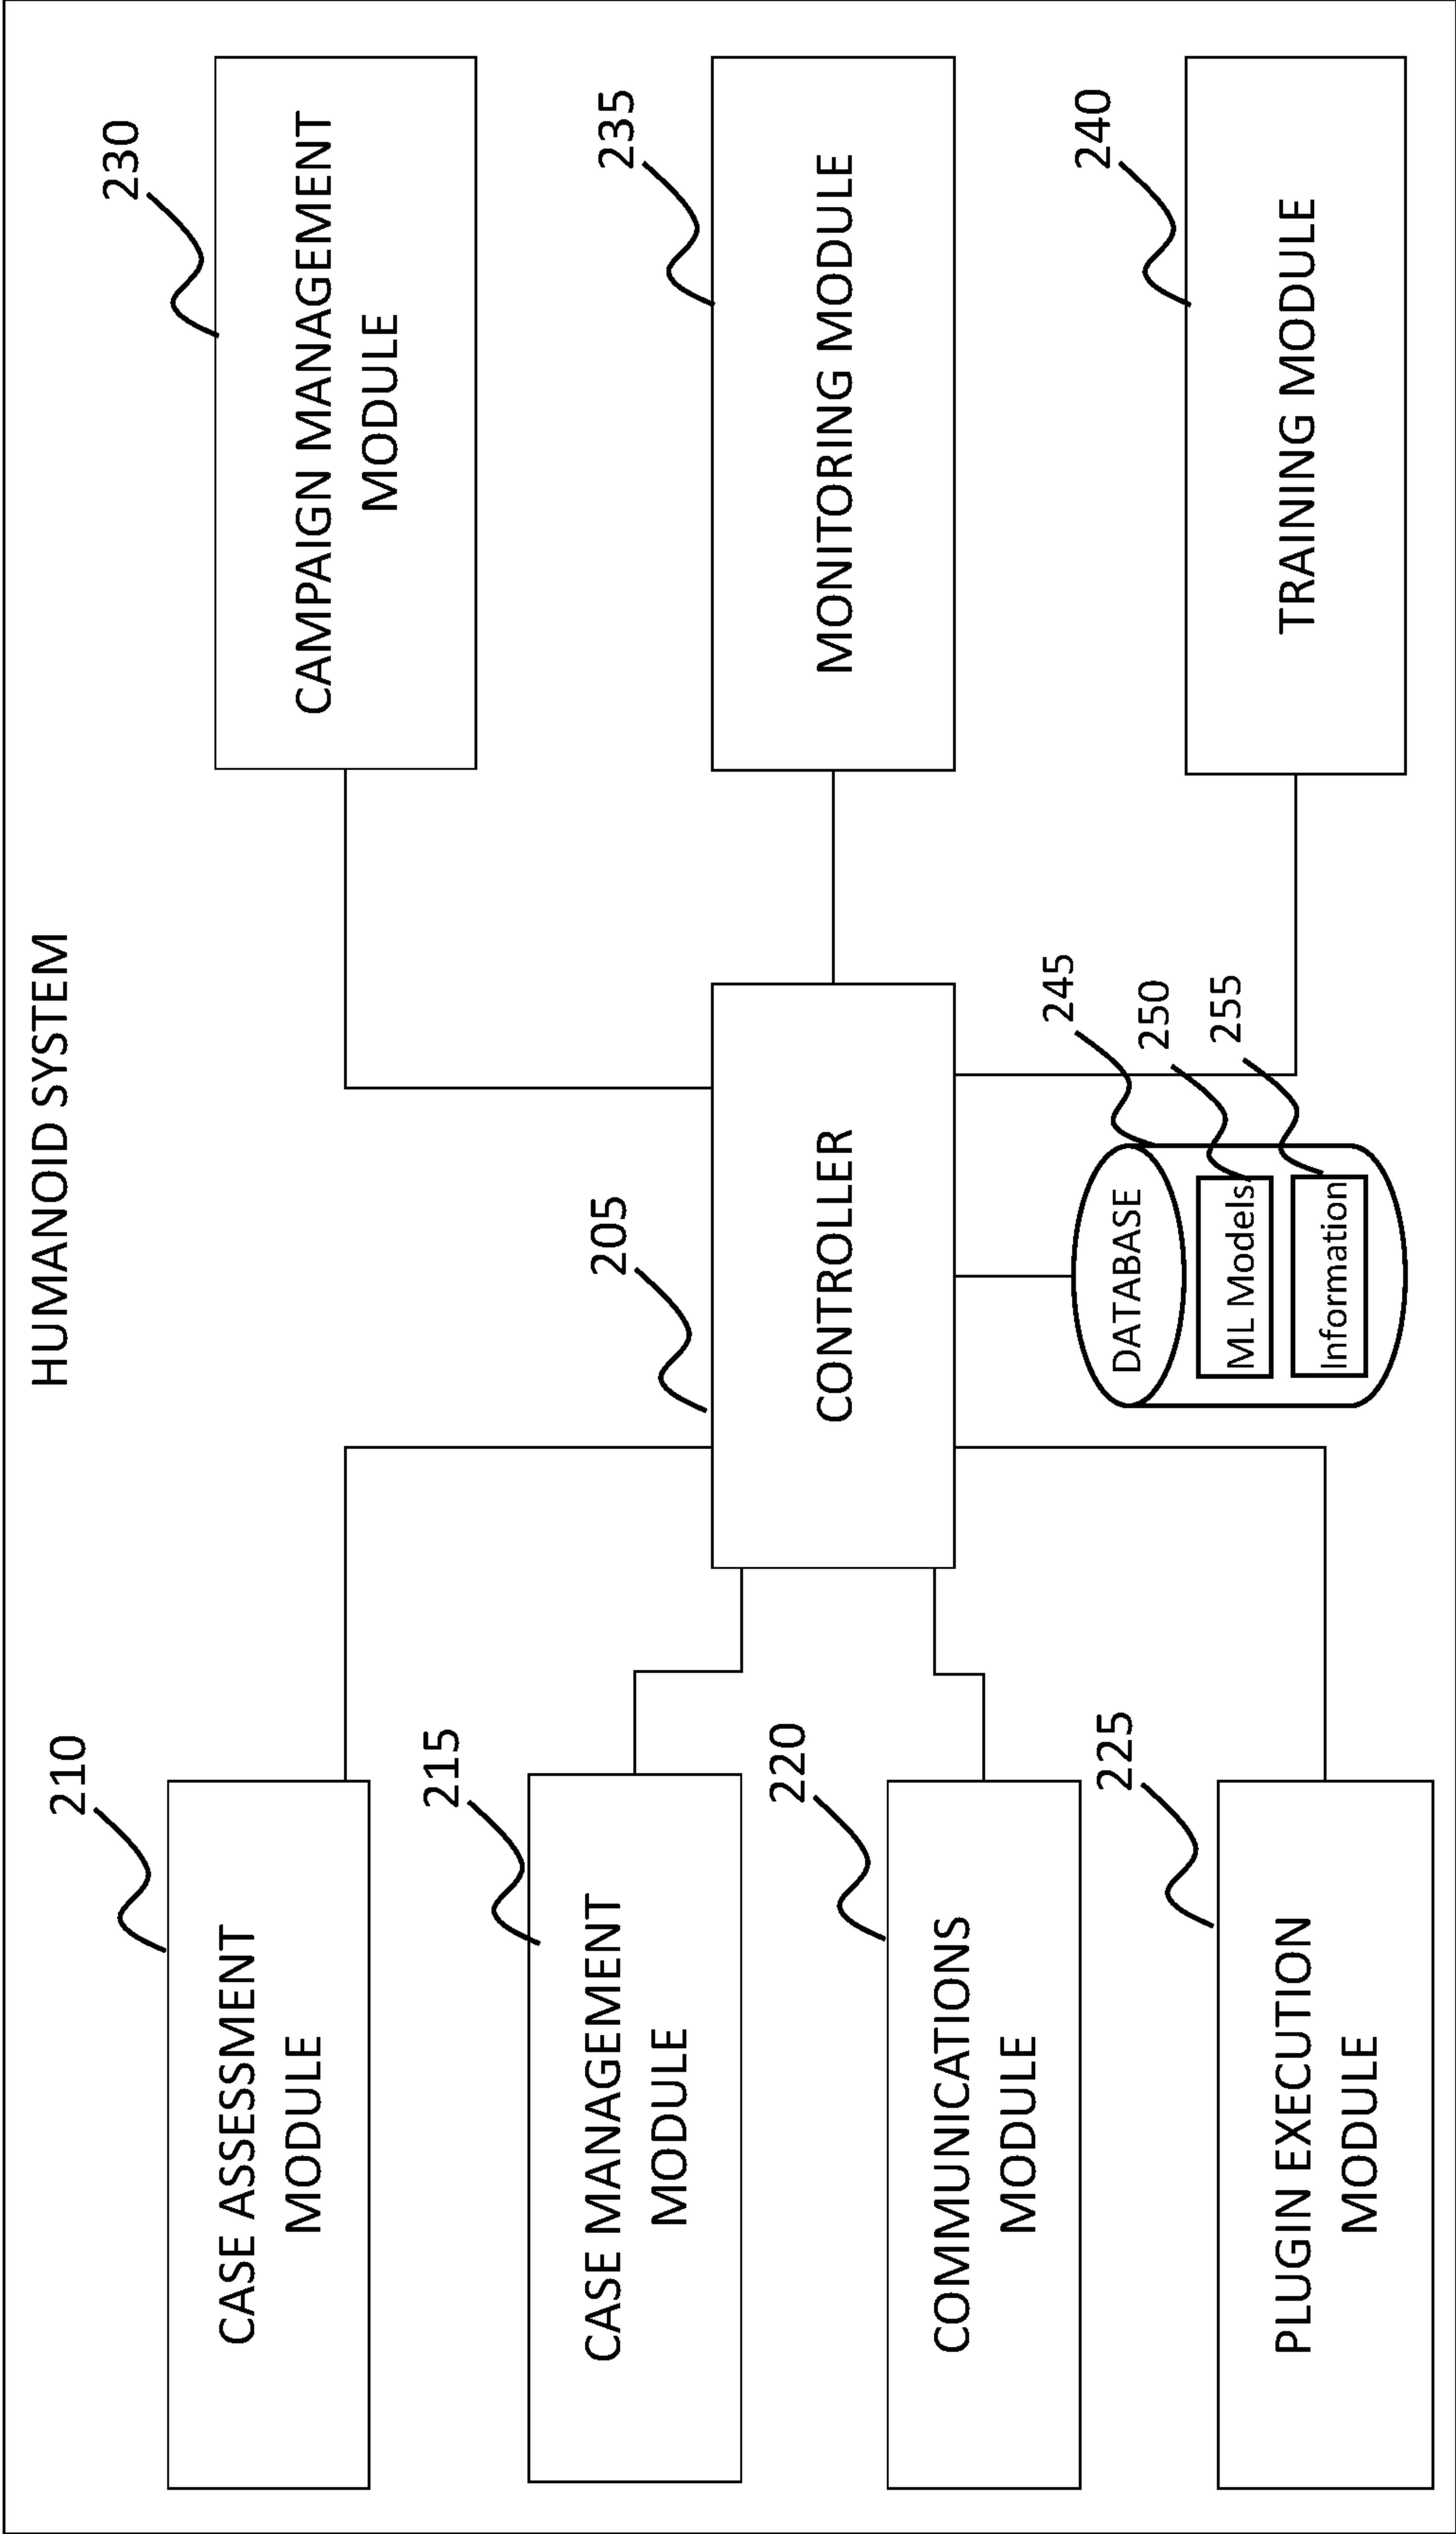 HUMANOID SYSTEM
210
CASE ASSESSMENT
MODULE
215
CASE MANAGEMENT
MODULE
220
COMMUNICATIONS
MODULE
225
PLUGIN EXECUTION
MODULE
205
CONTROLLER
DATABASE
ML Models
Information
245
250
255
230
CAMPAIGN MANAGEMENT
MODULE
235
MONITORING MODULE
240
TRAINING MODULE